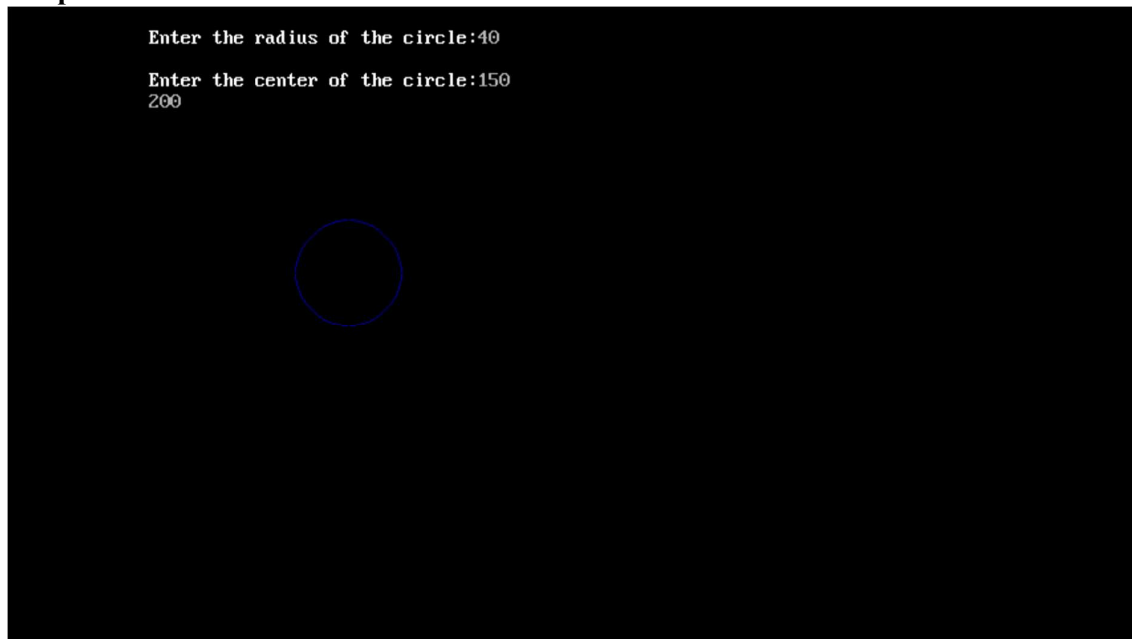 Enter the radius of the circle:40
Enter the center of the circle:150
200